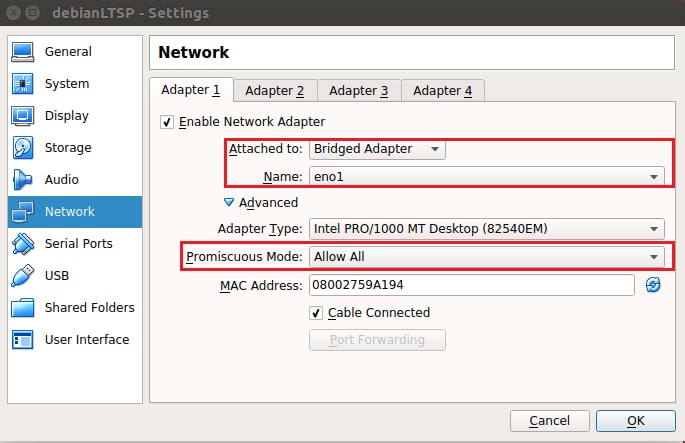 debianLTSP - Settings
General
System
Display
Storage
Audio
Network
Serial Ports
USB
Shared Folders
User Interface
Network
Adapter 1 Adapter 2 Adapter 3 Adapter 4
Enable Network Adapter
Attached to: Bridged Adapter
Name: eno1
Advanced
Adapter Type: Intel PRO/1000 MT Desktop (82540EM)
Promiscuous Mode: Allow All
MAC Address: 08002759A194
Cable Connected
Port Forwarding
Cancel OK